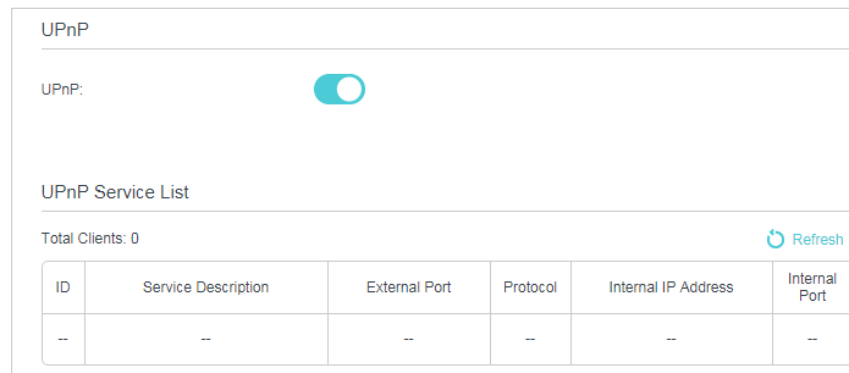 UPnP
UPnP:
UPnP Service List
Total Clients: 0 Refresh
ID Service Description External Port Protocol Internal IP Address Internal Port
-- -- -- -- -- --